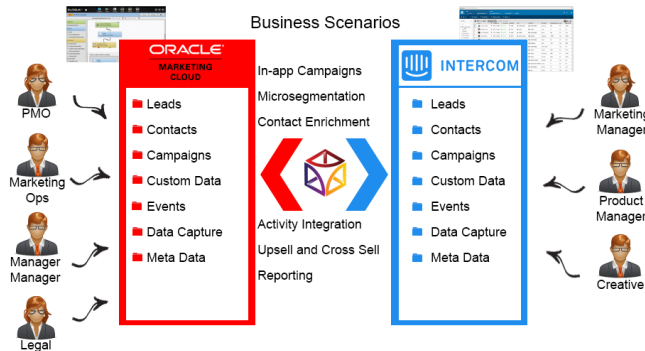 Business Scenarios
ORACLE
MARKETING
CLOUD
INTERCOM
PMO
Marketing
Ops
Manager
Manager
Legal
Leads
Contacts
Campaigns
Custom Data
Events
Data Capture
Meta Data
In-app Campaigns
Microsegmentation
Contact Enrichment
Activity Integration
Upsell and Cross Sell
Reporting
Leads
Contacts
Campaigns
Custom Data
Events
Data Capture
Meta Data
Marketing
Manager
Product
Manager
Creative